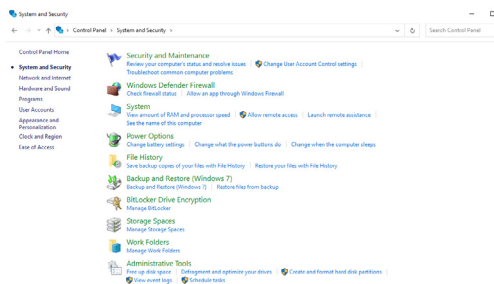 System and Security
Control Panel > System and Security >
Search Control Panel
Control Panel Home
System and Security
Network and Internet
Hardware and Sound
Programs
User Accounts
Appearance and
Personalization
Clock and Region
Ease of Access
Security and Maintenance
Review your computer's status and resolve issues | Change User Account Control settings |
Troubleshoot common computer problems
Windows Defender Firewall
Check firewall status | Allow an app through Windows Firewall
System
View amount of RAM and processor speed | Allow remote access | Launch remote assistance |
See the name of this computer
Power Options
Change battery settings | Change what the power buttons do | Change when the computer sleeps
File History
Save backup copies of your files with File History | Restore your files with File History
Backup and Restore (Windows 7)
Backup and Restore (Windows 7) | Restore files from backup
BitLocker Drive Encryption
Manage BitLocker
Storage Spaces
Manage Storage Spaces
Work Folders
Manage Work Folders
Administrative Tools
Free up disk space | Defragment and optimize your drives | Create and format hard disk partitions |
View event logs | Schedule tasks